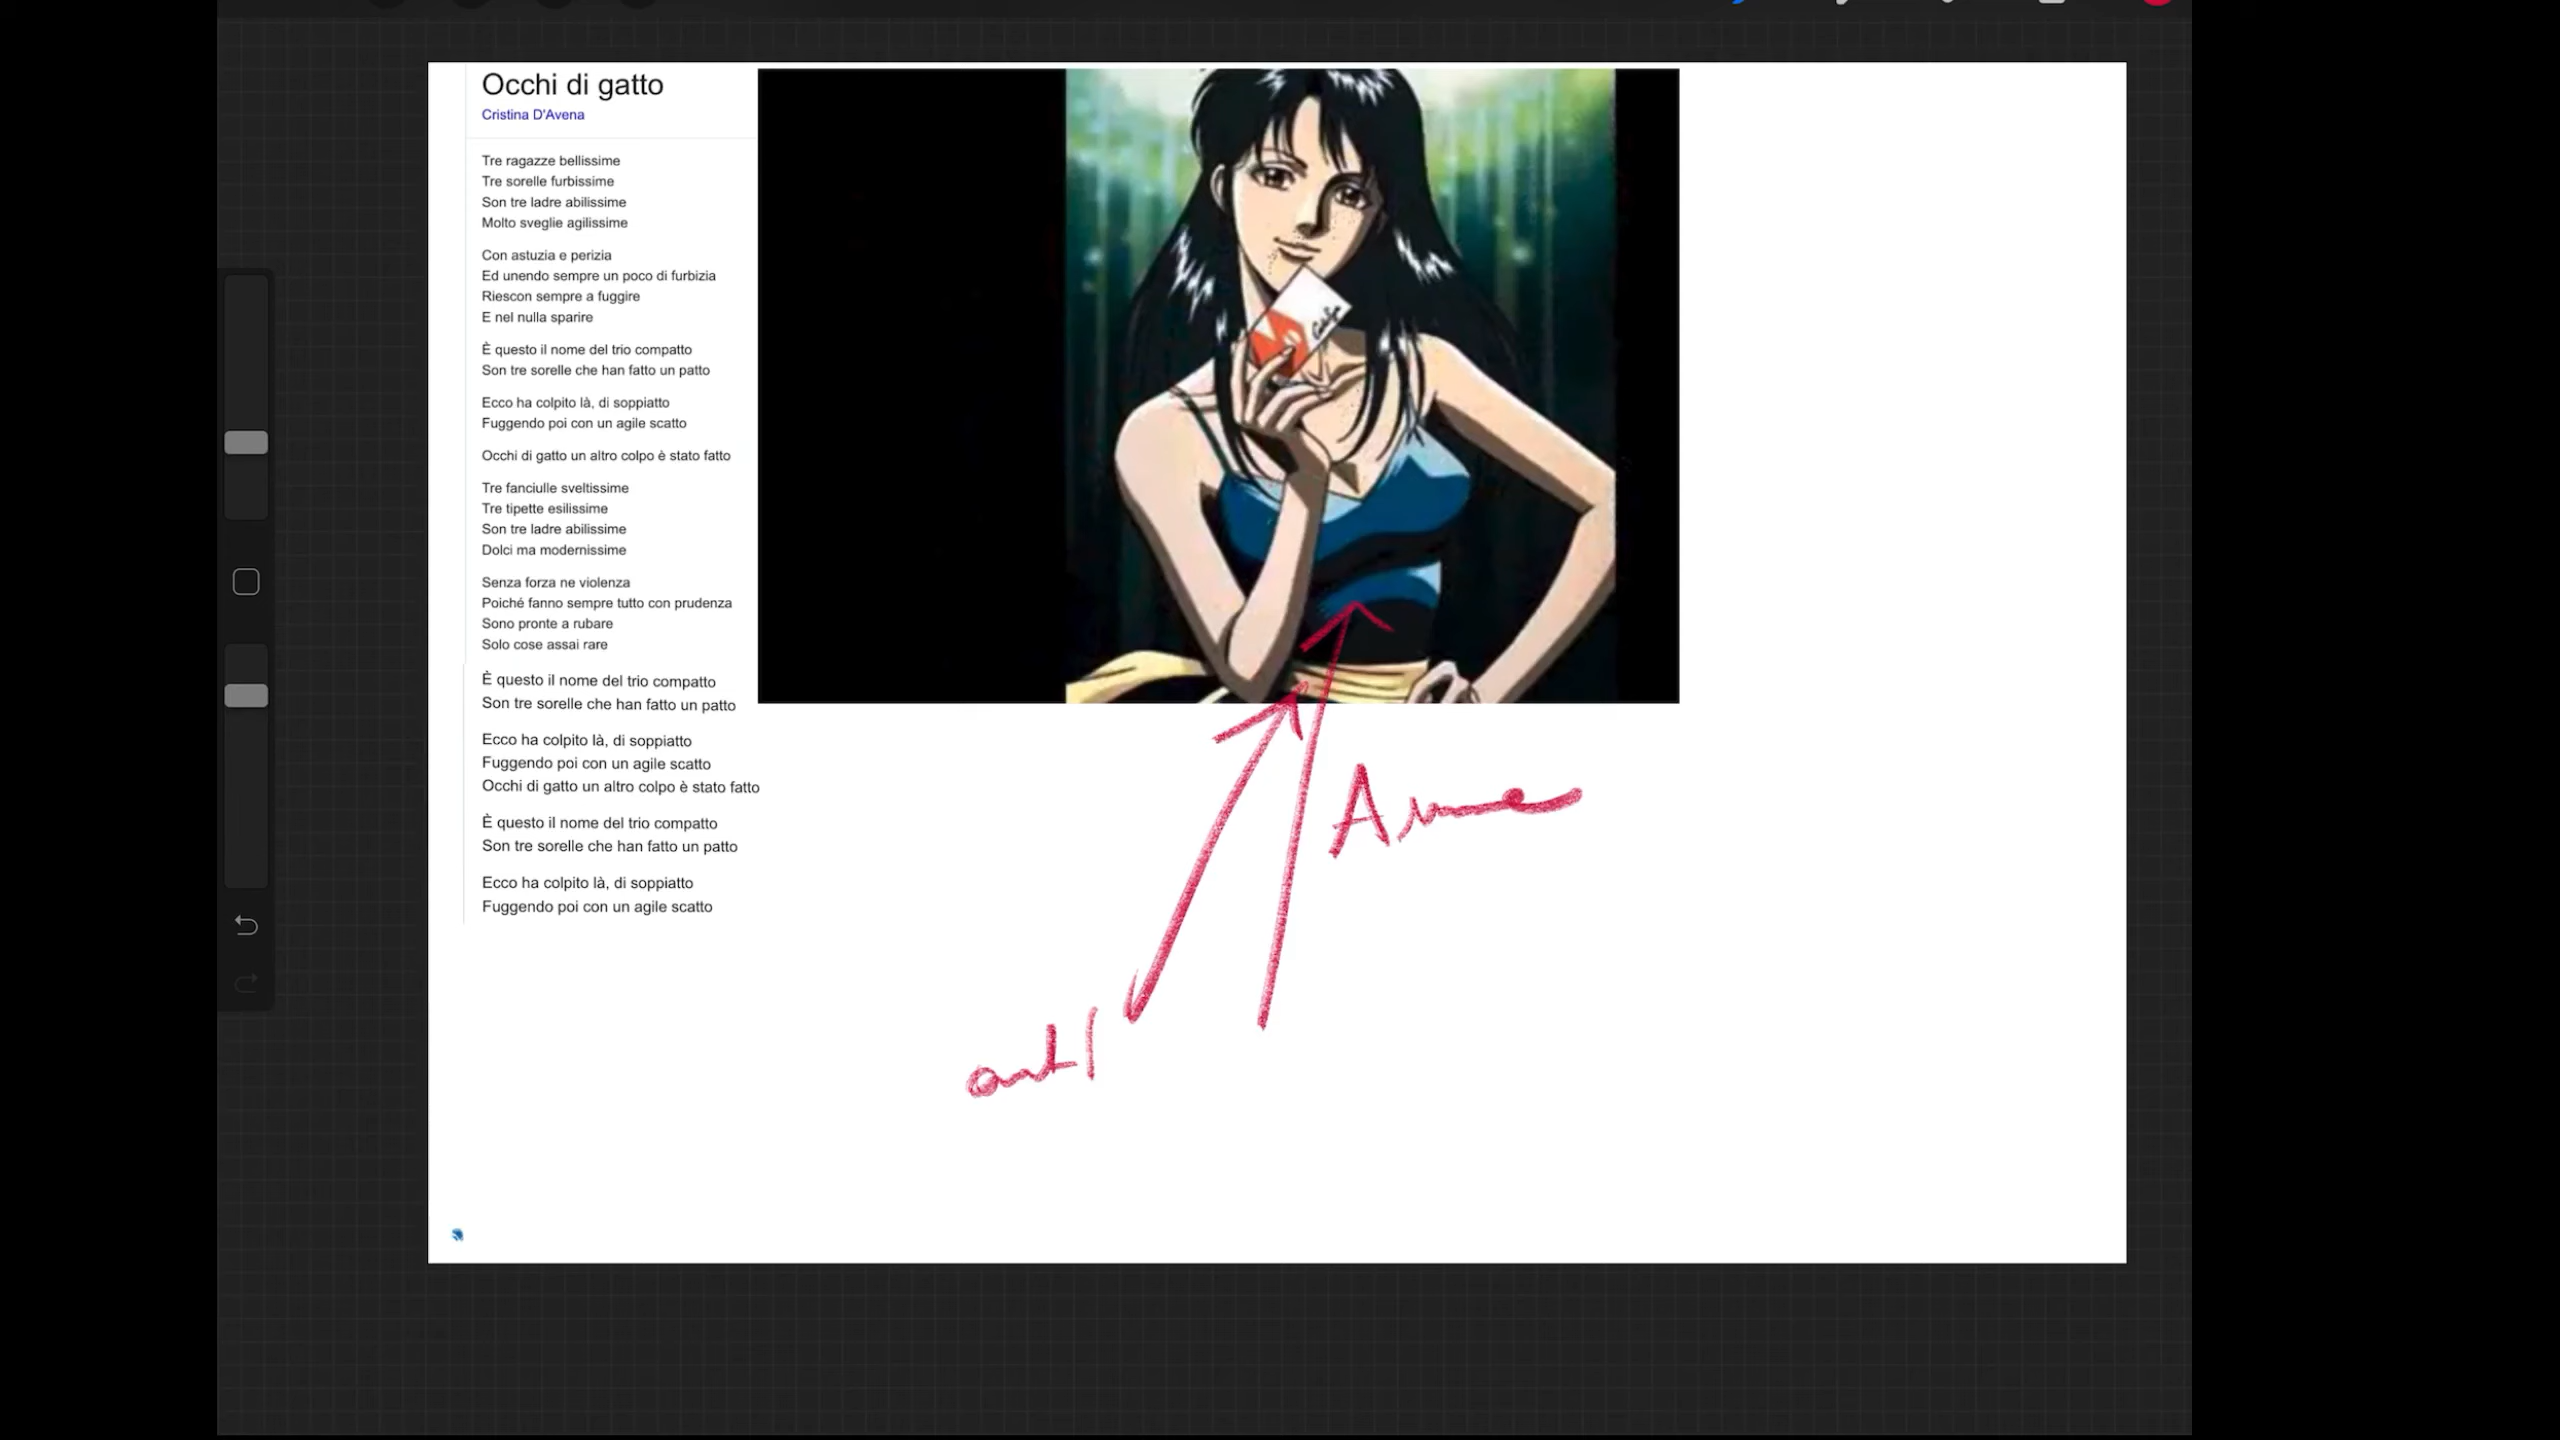 Occhi di gatto
Cristina D'Avena
Tre ragazze bellissime
Tre sorelle furbissime
Son tre ladre abilissime
Molto sveglie agilissime
Con astuzia e perizia
Ed unendo sempre un poco di furbizia
Riescon sempre a fuggire
E nel nulla sparire
È questo il nome del trio compatto
Son tre sorelle che han fatto un patto
Ecco ha colpito là, di soppiatto
Fuggendo poi con un agile scatto
Occhi di gatto un altro colpo è stato fatto
Tre fanciulle sveltissime
Tre tipette esilissime
Son tre ladre abilissime
Dolci ma modernissime
Senza forza ne violenza
Poiché fanno sempre tutto con prudenza
Sono pronte a rubare
Solo cose assai rare
È questo il nome del trio compatto
Son tre sorelle che han fatto un patto
Ecco ha colpito là, di soppiatto
Fuggendo poi con un agile scatto
Occhi di gatto un altro colpo è stato fatto
È questo il nome del trio compatto
Son tre sorelle che han fatto un patto
Ecco ha colpito là, di soppiatto
Fuggendo poi con un agile scatto